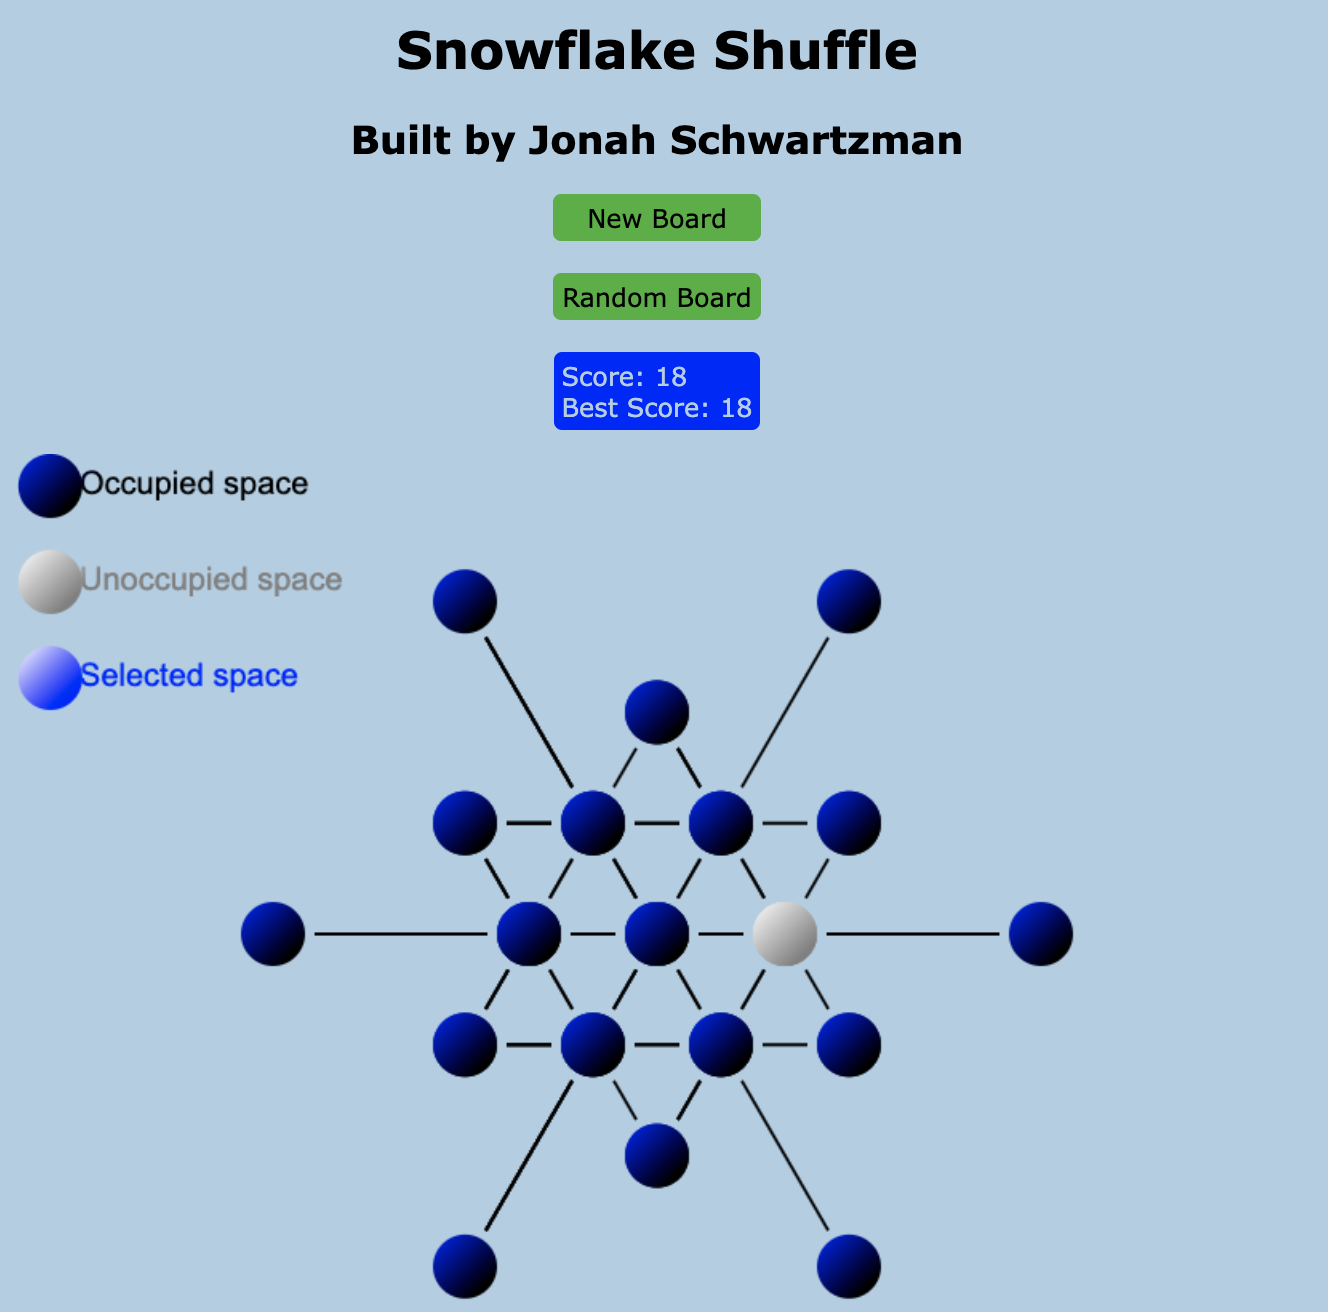 Snowflake Shuffle
Built by Jonah Schwartzman
New Board
Random Board
Score: 18
Best Score: 18
Occupied space
Unoccupied space
Selected space